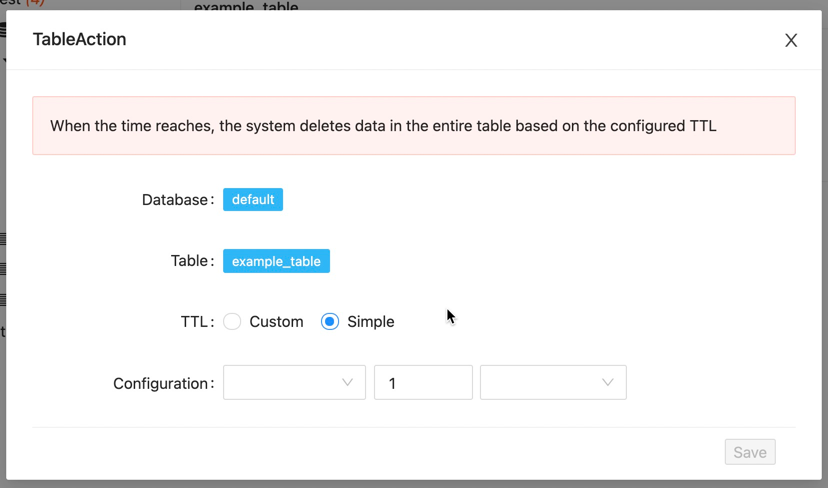 est (4)
example_table
TableAction
X
When the time reaches, the system deletes data in the entire table based on the configured TTL
Database: default
Table: example_table
TTL: Custom Simple
Configuration: 1
Save